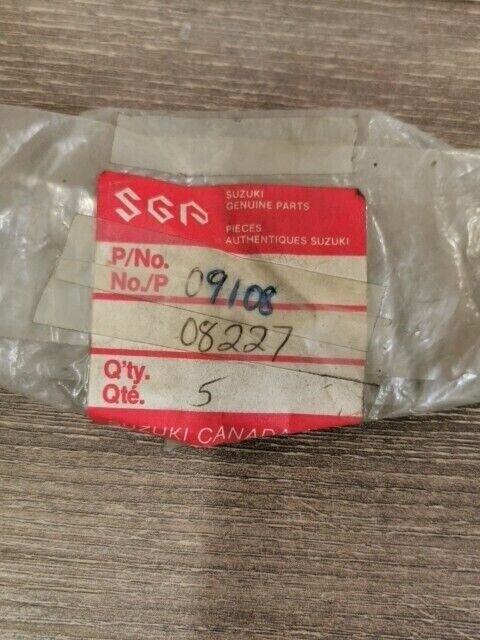 SGP
SUZUKI
GENUINE PARTS
PIECES
AUTHENTIQUES SUZUKI
P/No.
No./P 09108
08227
Q'ty.
Qté. 5
SUZUKI CANADA